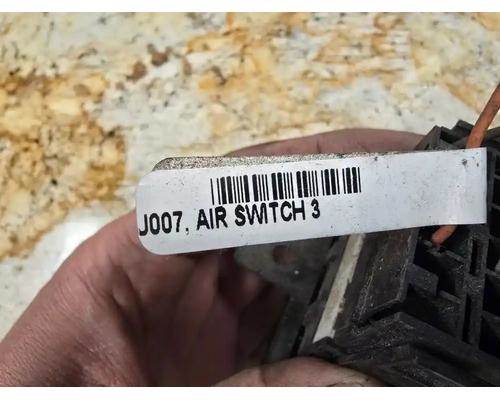 J007, AIR SWITCH 3